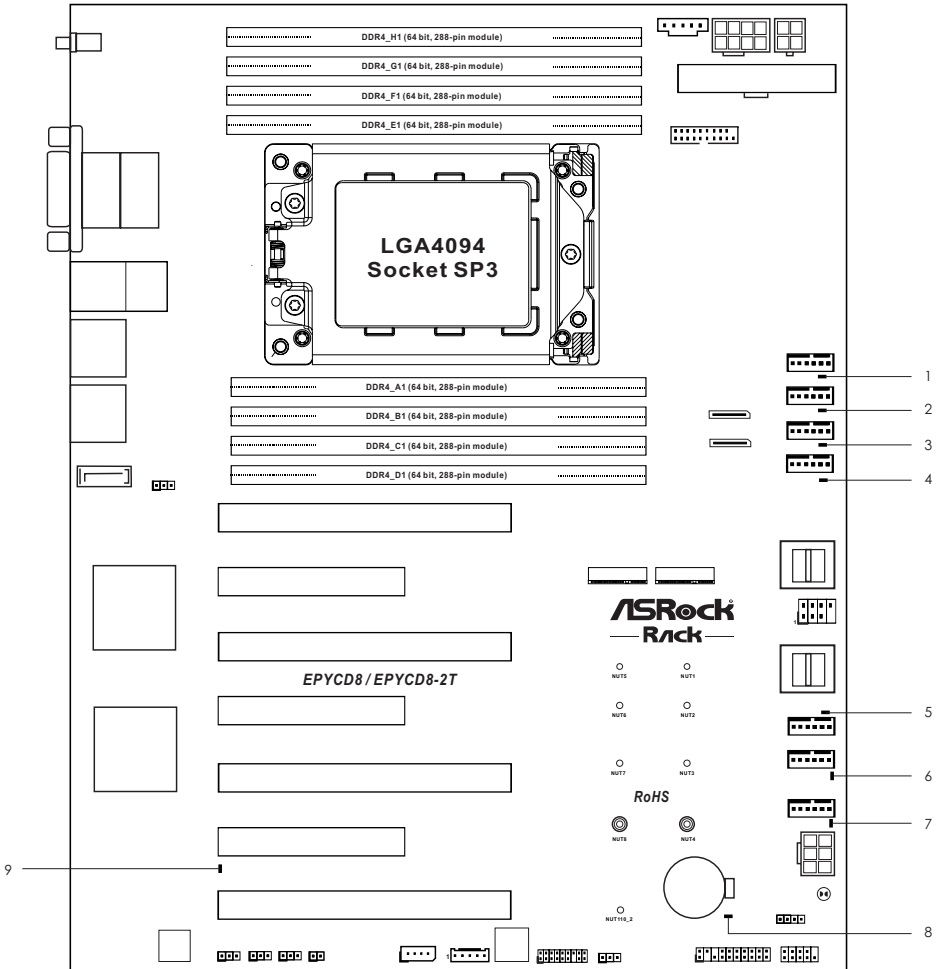 DDR4_H1 (64 bit, 288-pin module)
DDR4_G1 (64 bit, 288-pin module)
DDR4_F1 (64 bit, 288-pin module)
DDR4_E1 (64 bit, 288-pin module)
LGA4094
Socket SP3
DDR4_A1 (64 bit, 288-pin module)
DDR4_B1 (64 bit, 288-pin module)
DDR4_C1 (64 bit, 288-pin module)
DDR4_D1 (64 bit, 288-pin module)
1
2
3
4
ASRock
Rack
1
EPYCD8 / EPYCD8-2T
NUT5 NUT1
NUT6 NUT2
5
NUT7 NUT3
6
RoHS
NUT8 NUT4
7
9
NUT110_2
8
1